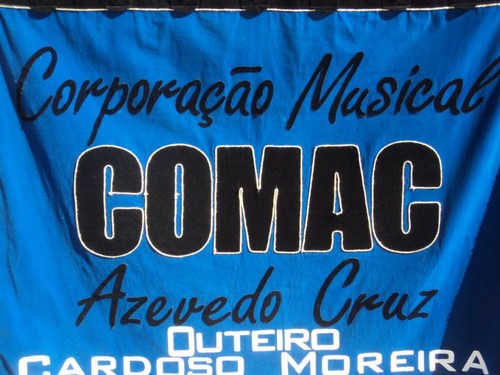 Corporação Musical
COMAC
Azevedo Cruz
OUTEIRO
CARDOSO MOREIRA